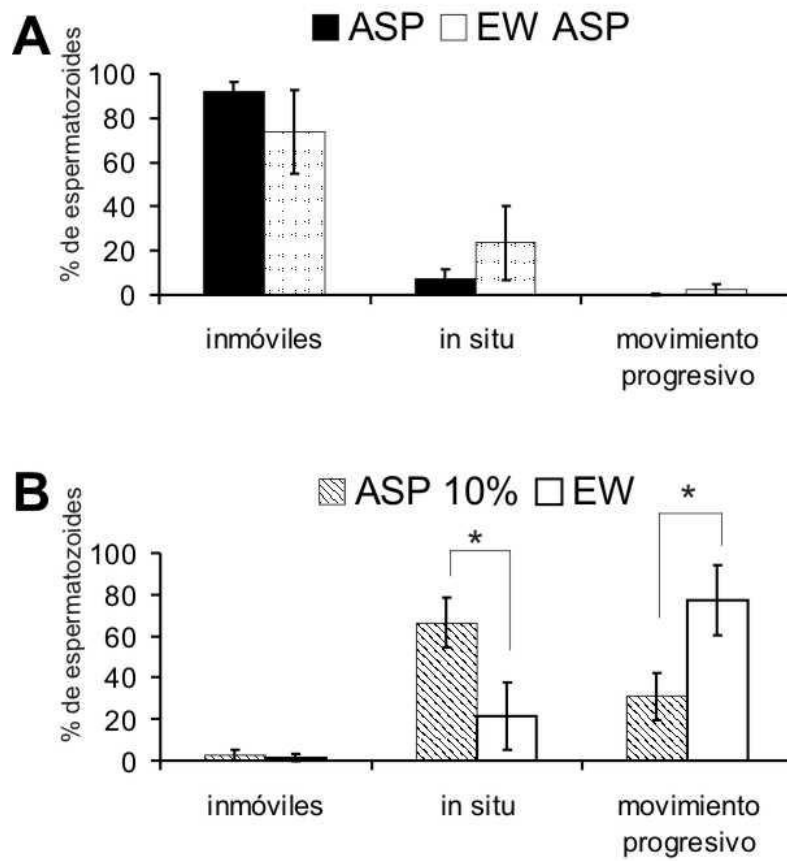 A
ASP EW ASP
% de espermatozoides
100
80
60
40
20
0
inmóviles in situ movimiento
progresivo
B
ASP 10% EW
* *
% de espermatozoides
100
80
60
40
20
0
inmóviles in situ movimiento
progresivo